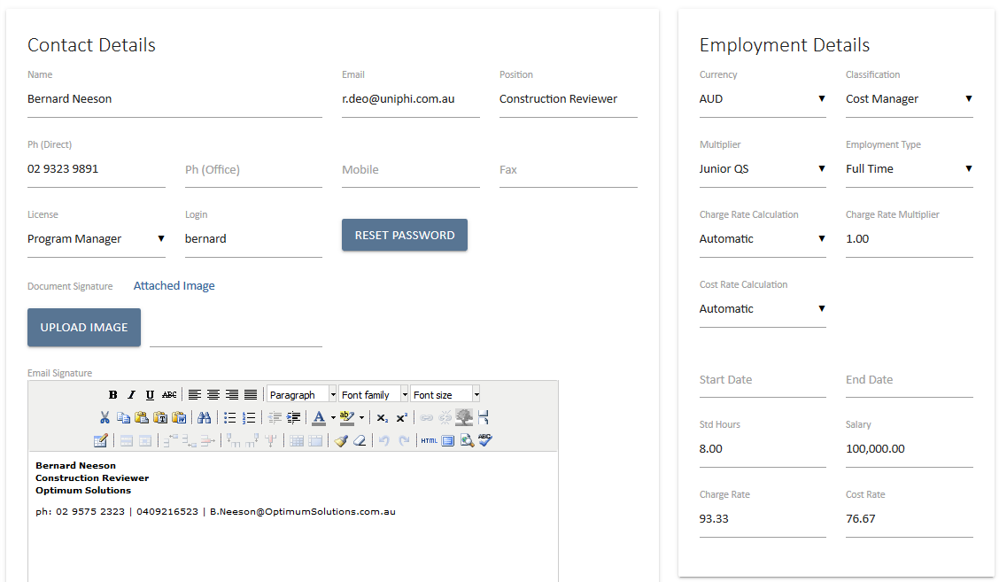 Contact Details
Name
Email
Position
Bernard Neeson
r.deo@uniphi.com.au
Construction Reviewer
Ph (Direct)
02 9323 9891
Ph (Office)
Mobile
Fax
License
Login
Program Manager
bernard
RESET PASSWORD
Document Signature
Attached Image
UPLOAD IMAGE
Email Signature
B I U ABC
Paragraph
Font family
Font size
HTML
Bernard Neeson
Construction Reviewer
Optimum Solutions
ph: 02 9575 2323 | 0409216523 | B.Neeson@OptimumSolutions.com.au
Employment Details
Currency
Classification
AUD
Cost Manager
Multiplier
Employment Type
Junior QS
Full Time
Charge Rate Calculation
Charge Rate Multiplier
Automatic
1.00
Cost Rate Calculation
Automatic
Start Date
End Date
Std Hours
Salary
8.00
100,000.00
Charge Rate
Cost Rate
93.33
76.67